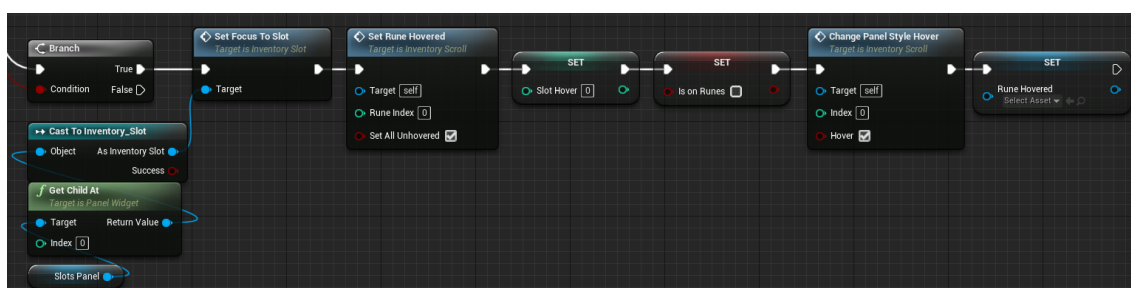 Branch
True
Condition False
Cast To Inventory_Slot
Object As Inventory Slot
Success
f Get Child At
Target is Panel Widget
Target Return Value
Index 0
Slots Panel
Set Focus To Slot
Target is Inventory Slot
Target
Set Rune Hovered
Target is Inventory Scroll
Target self
Rune Index 0
Set All Unhovered
SET
Slot Hover 0
SET
Is on Runes
Change Panel Style Hover
Target is Inventory Scroll
Target self
Index 0
Hover
SET
Rune Hovered
Select Asset